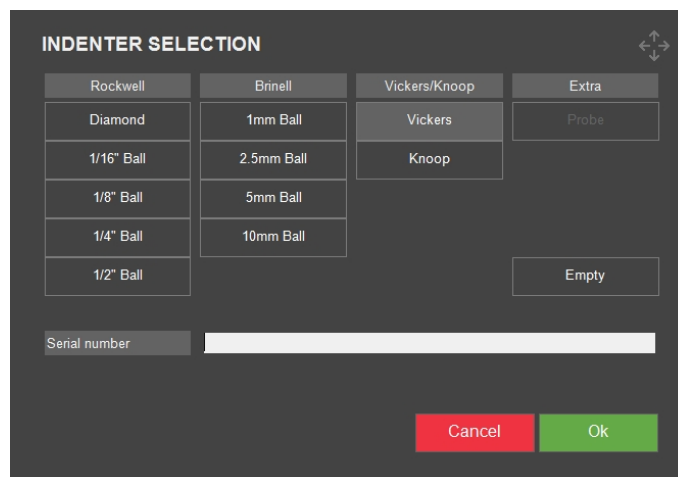 INDENTER SELECTION
Rockwell Brinell Vickers/Knoop Extra
Diamond 1mm Ball Vickers Probe
1/16" Ball 2.5mm Ball Knoop
1/8" Ball 5mm Ball
1/4" Ball 10mm Ball
1/2" Ball Empty
Serial number
Cancel Ok